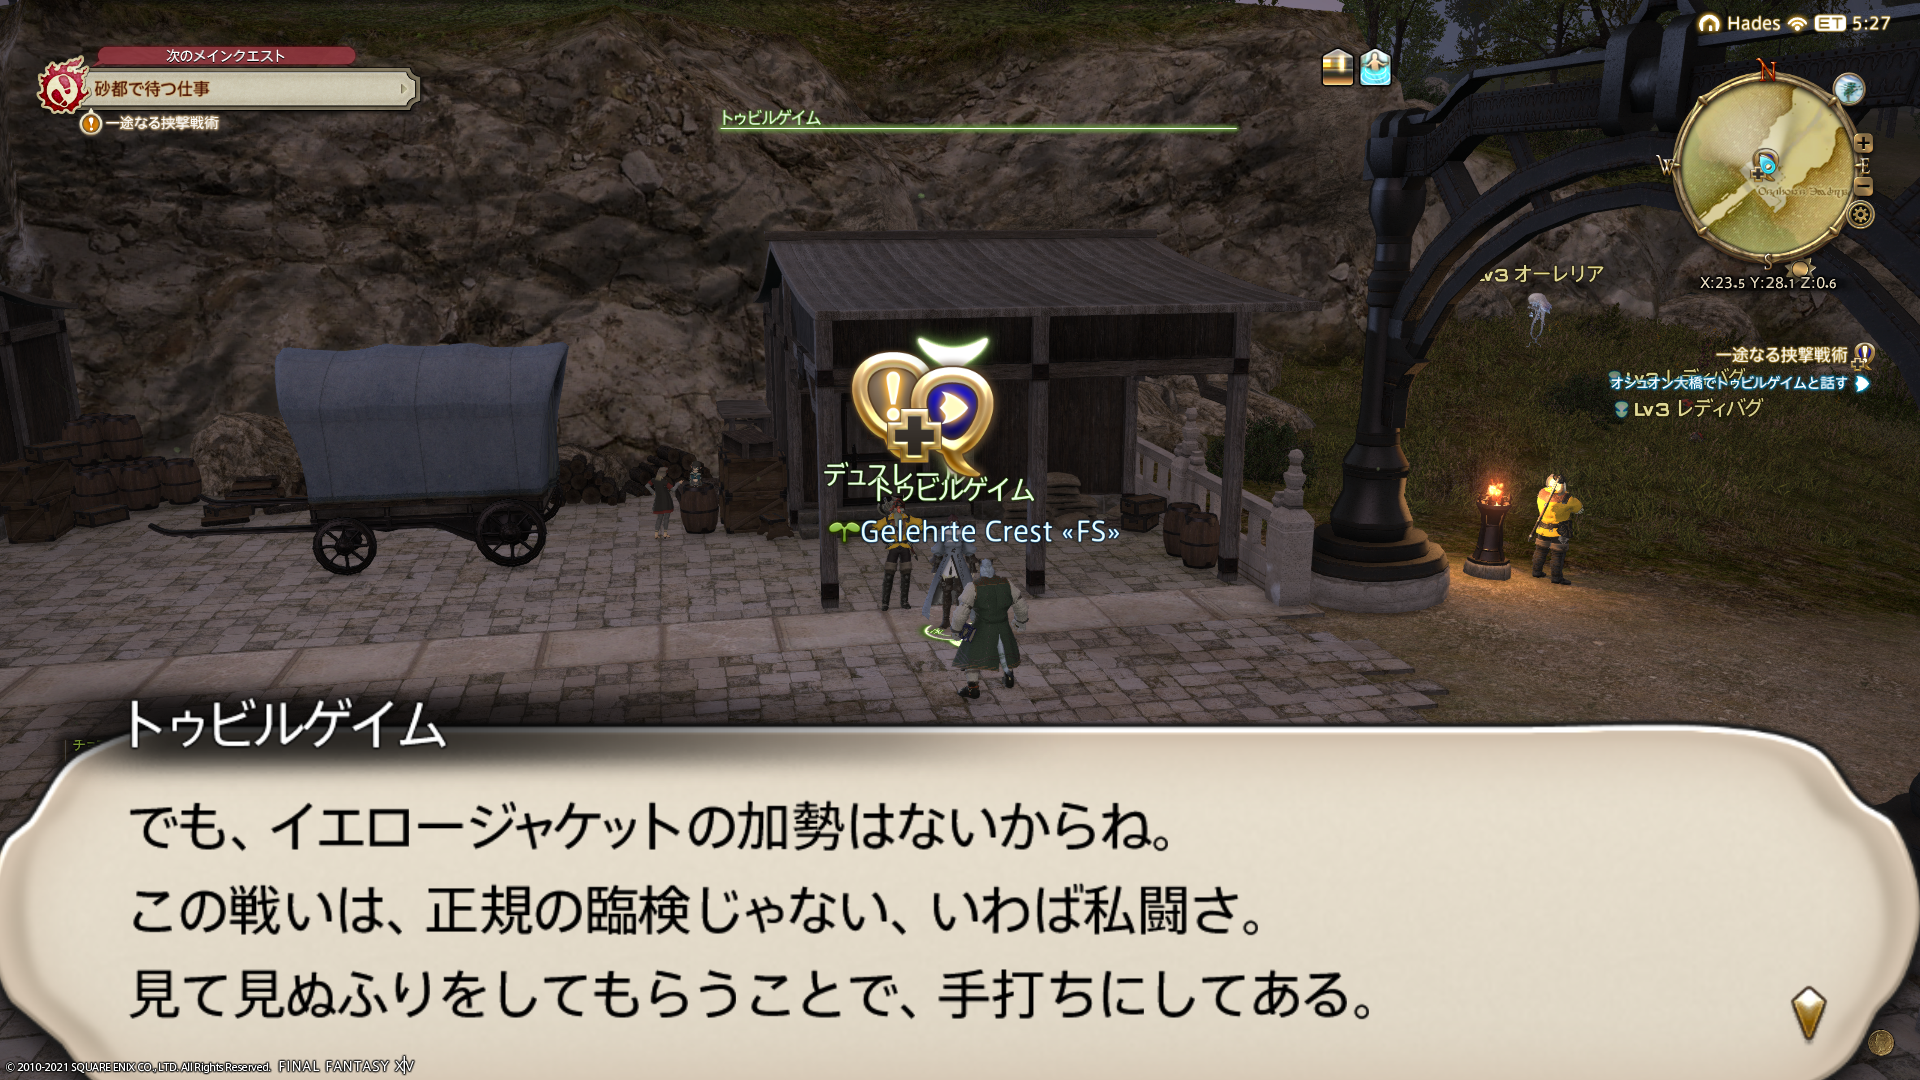 次のメインクエスト
砂都で待つ仕事
一途なる挟撃戦術
トゥビルゲイム
Hades ET 5:27
N
W
E
S
X:23.5 Y:28.1 Z:0.6
Lv3 オーレリア
一途なる挟撃戦術
オシュオン大橋でトゥビルゲイムと話す
Lv3 レディバグ
Lv3 レディバグ
トゥビルゲイム
Gelehrte Crest «FS»
トゥビルゲイム
でも、イエロージャケットの加勢はないからね。
この戦いは、正規の臨検じゃない、いわば私闘さ。
見て見ぬふりをしてもらうことで、手打ちにしてある。
© 2010-2021 SQUARE ENIX CO., LTD. All Rights Reserved. FINAL FANTASY XIV